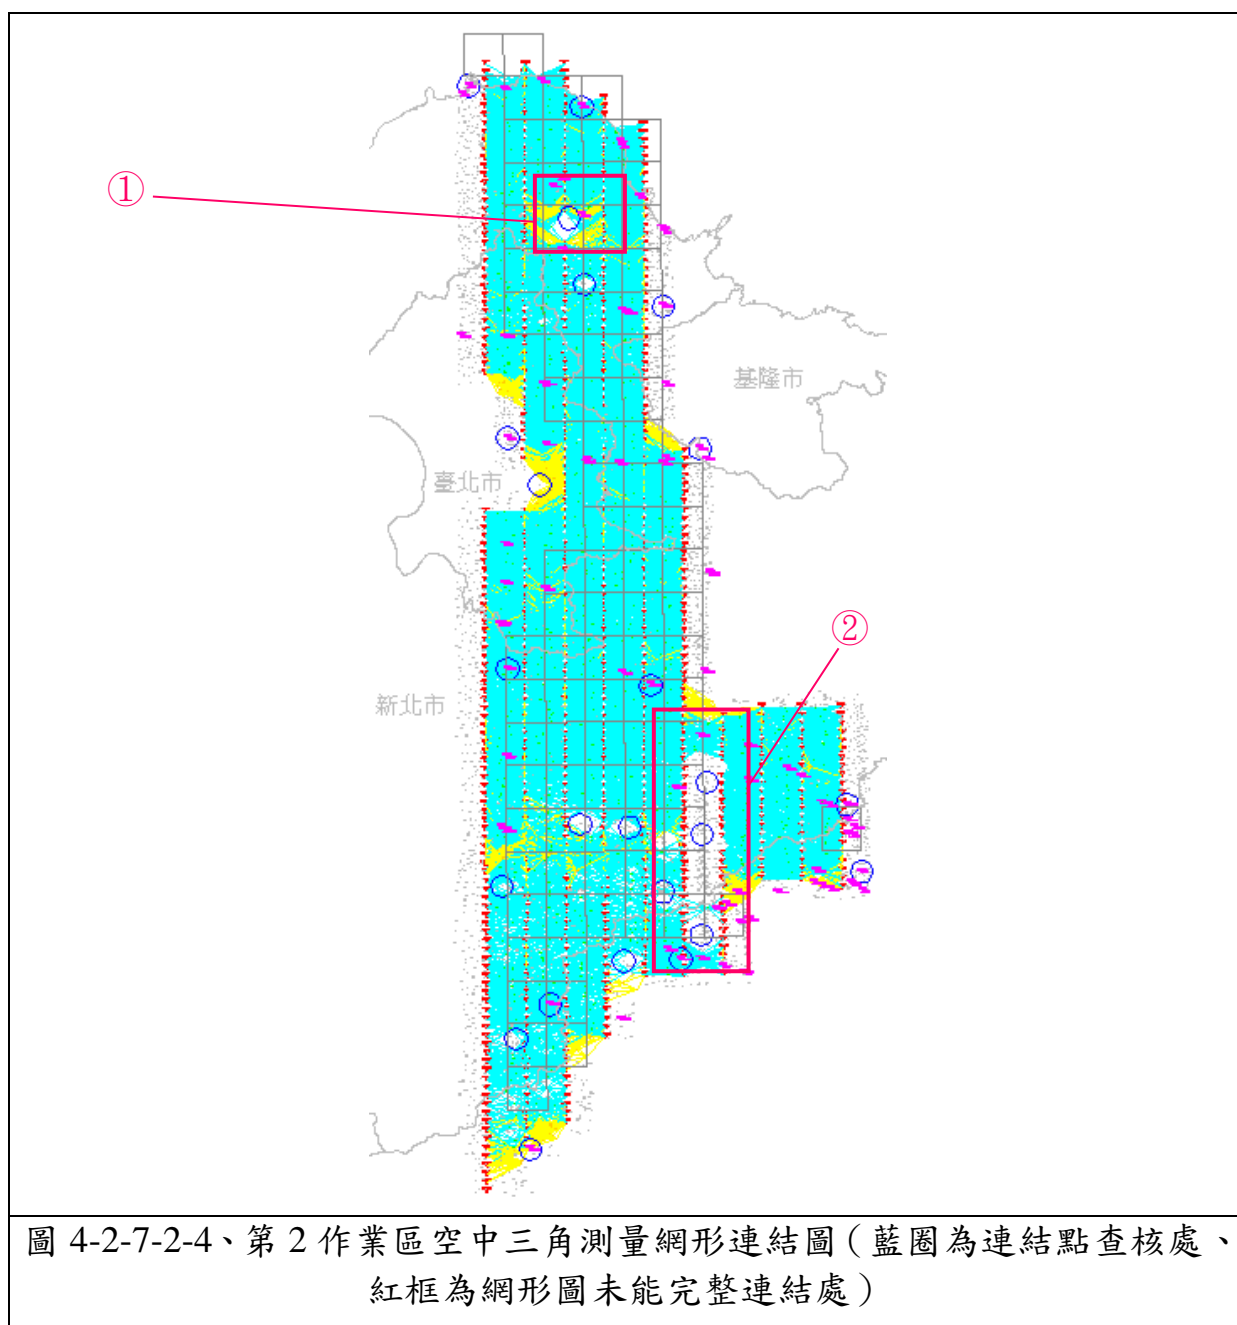 ①
基隆市
臺北市
②
新北市
圖 4-2-7-2-4、第 2 作業區空中三角測量網形連結圖（藍圈為連結點查核處、
紅框為網形圖未能完整連結處）